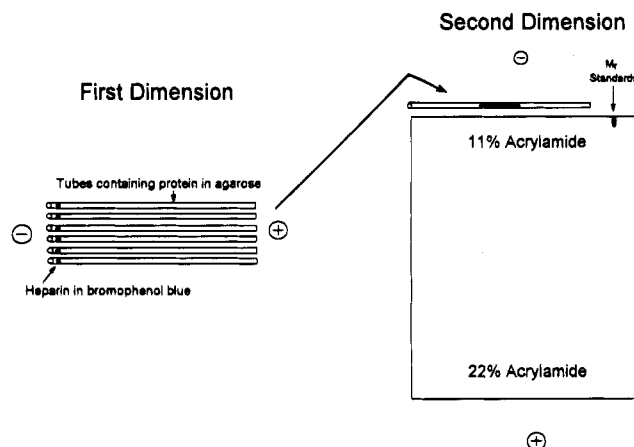 First Dimension
Tubes containing protein in agarose
⊖
⊕
Heparin in bromophenol blue
Second Dimension
⊖
Mr
Standards
11% Acrylamide
22% Acrylamide
⊕